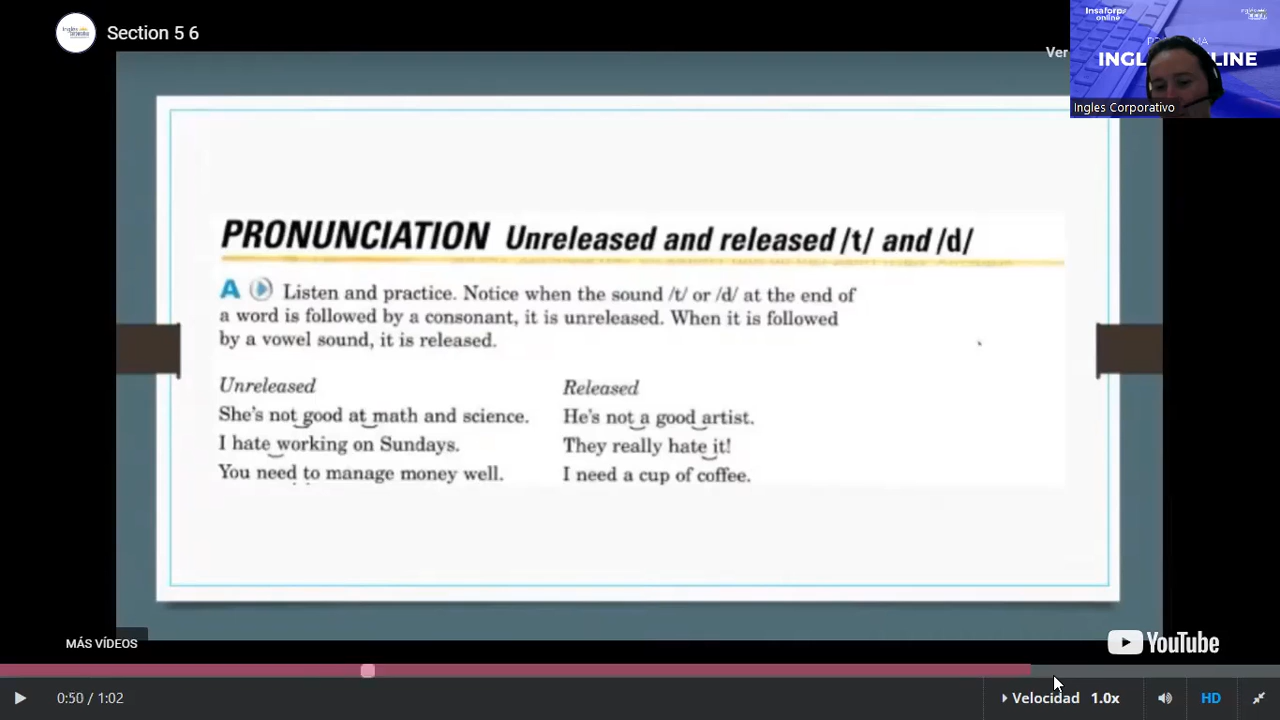 Section 5 6
Ver
Insaforp
online
INGL LINE
Ingles Corporativo
PRONUNCIATION Unreleased and released /t/ and /d/
A Listen and practice. Notice when the sound /t/ or /d/ at the end of
a word is followed by a consonant, it is unreleased. When it is followed
by a vowel sound, it is released.
Unreleased
She's not good at math and science.
I hate working on Sundays.
You need to manage money well.
Released
He's not a good artist.
They really hate it!
I need a cup of coffee.
MÁS VÍDEOS
YouTube
0:50 / 1:02
Velocidad 1.0x
HD